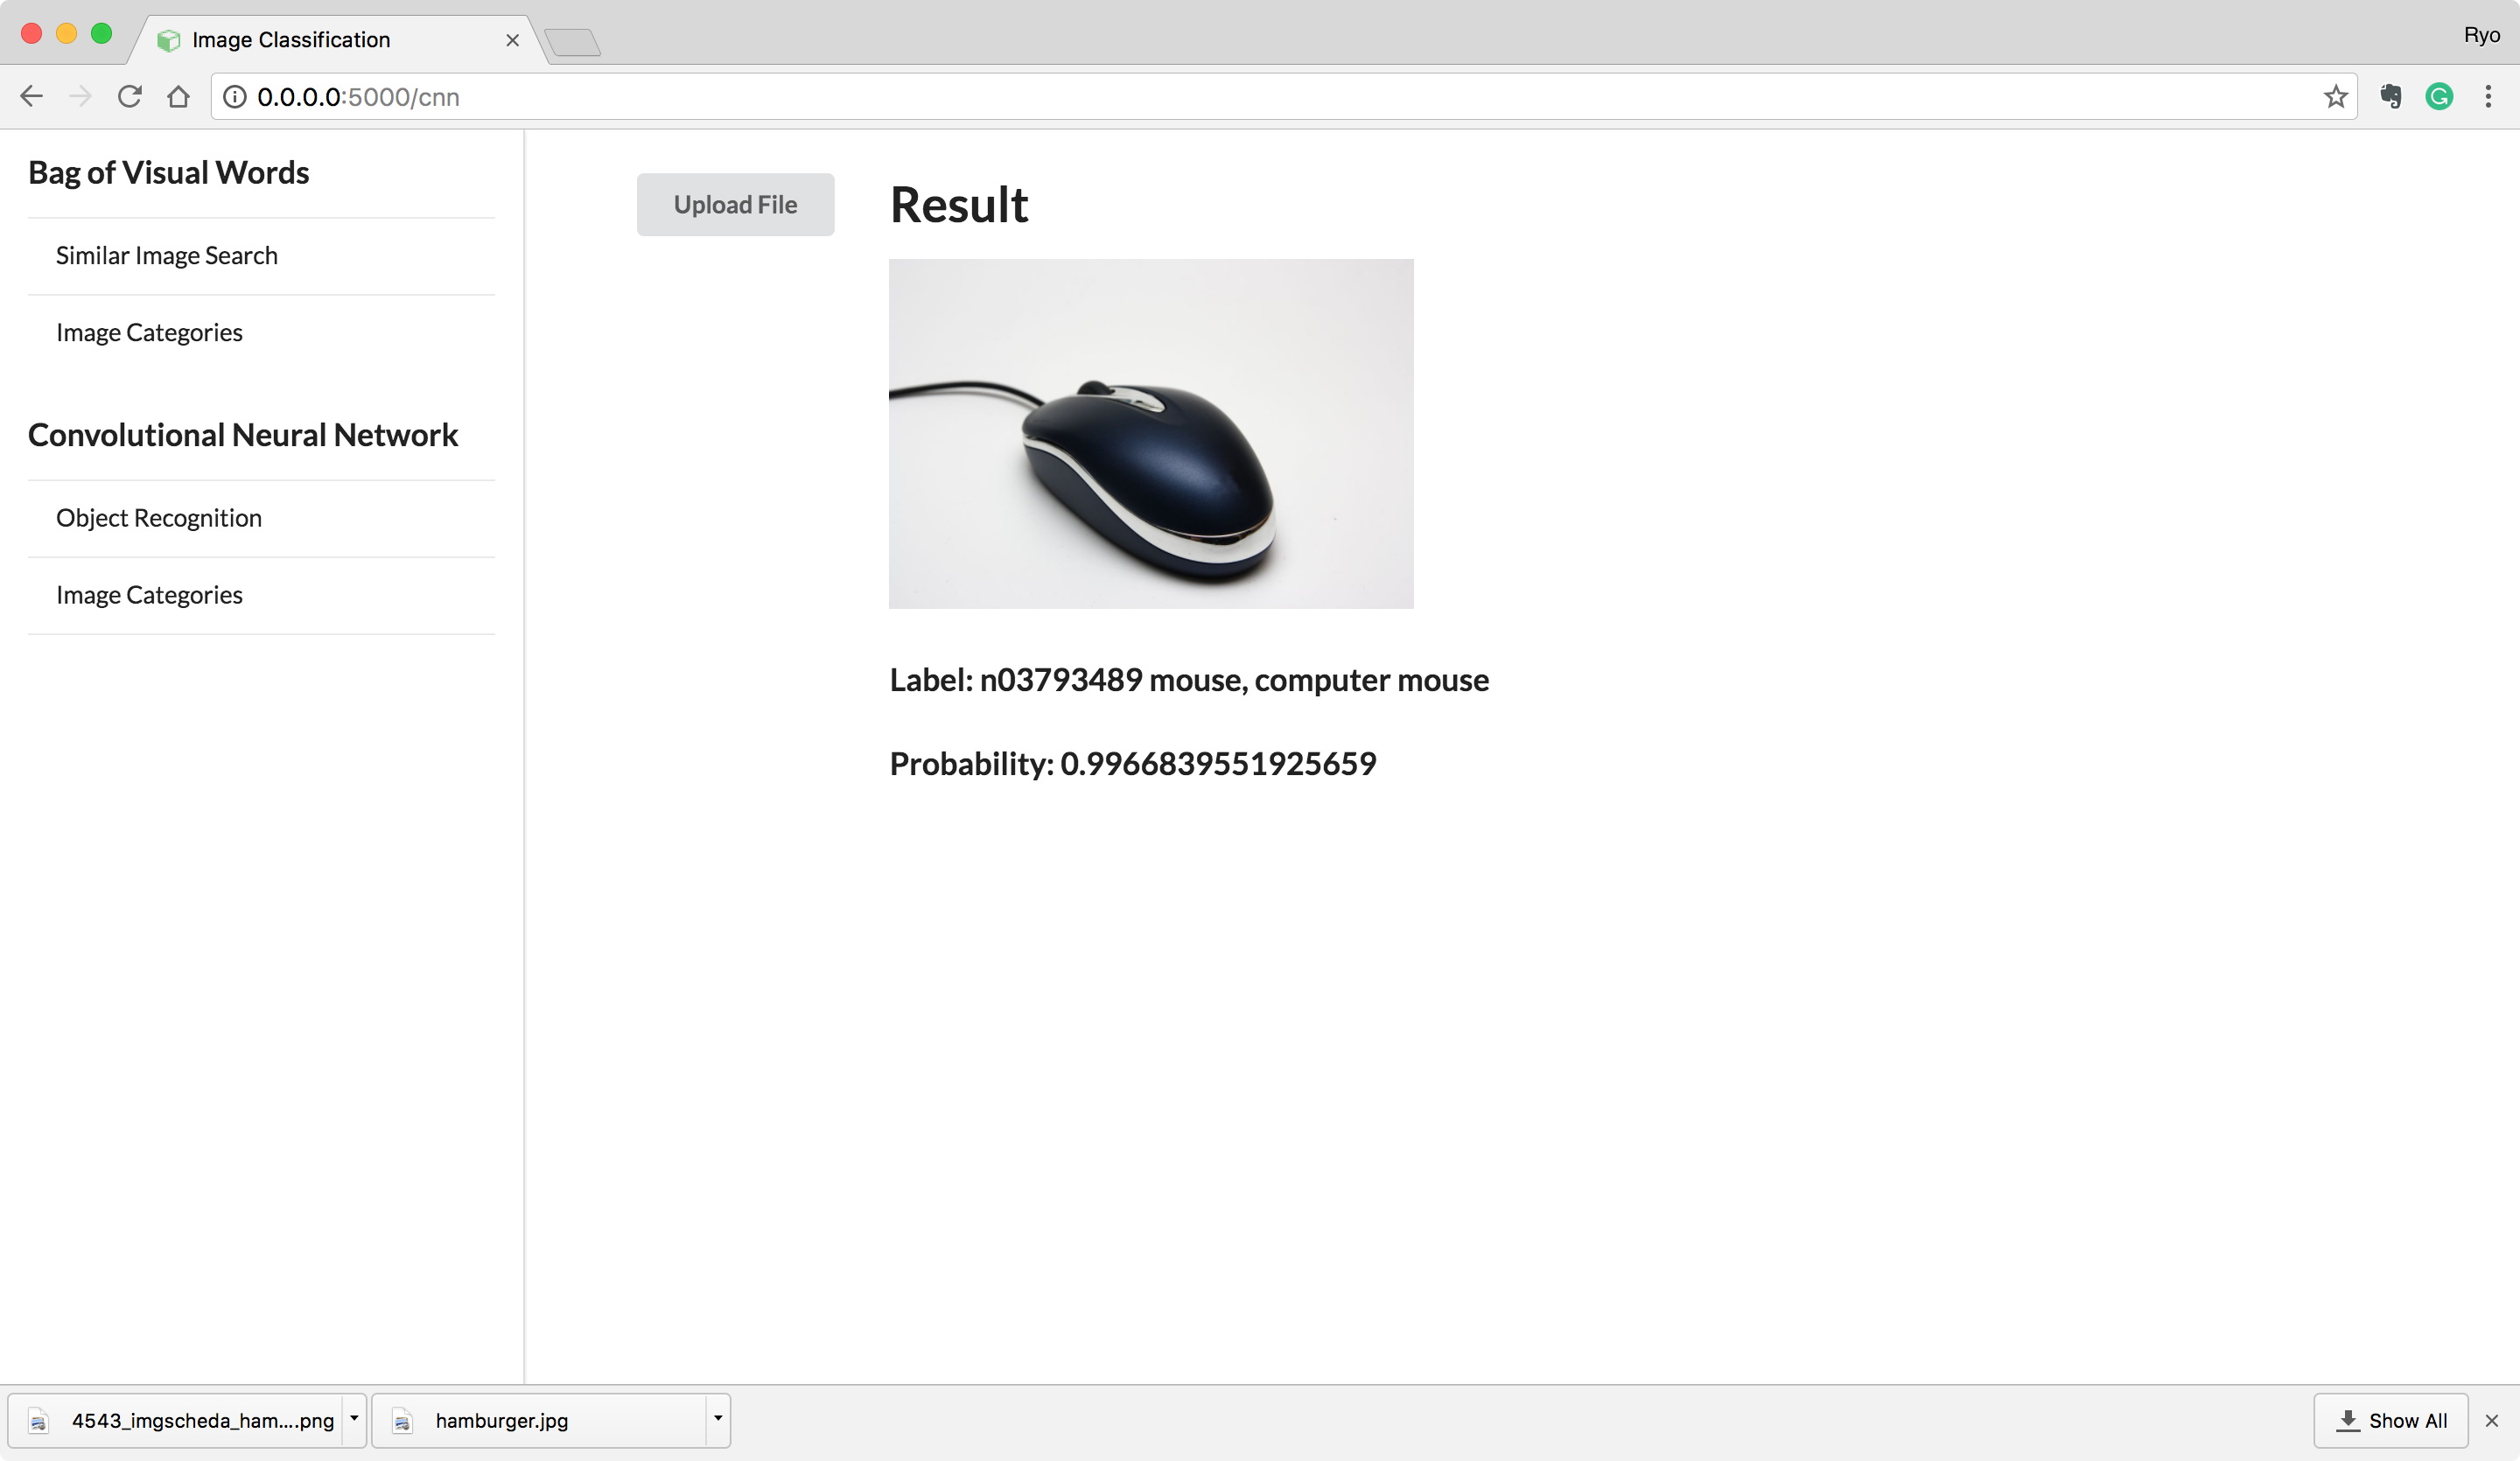 Image Classification
Ryo
0.0.0.0:5000/cnn
Bag of Visual Words
Similar Image Search
Image Categories
Convolutional Neural Network
Object Recognition
Image Categories
Upload File
Result
Label: n03793489 mouse, computer mouse
Probability: 0.9966839551925659
4543_imgscheda_ham....png
hamburger.jpg
Show All